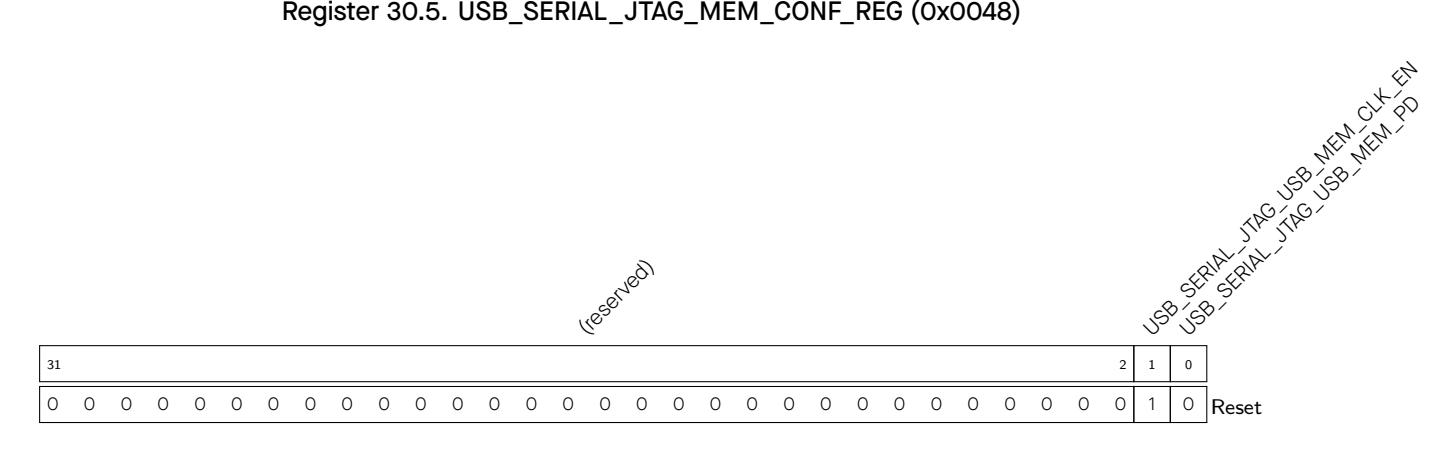 Register 30.5. USB_SERIAL_JTAG_MEM_CONF_REG (0x0048)
(reserved)
USB_SERIAL_JTAG_USB_MEM_CLK_EN
USB_SERIAL_JTAG_USB_MEM_PD
31 2 1 0
0 0 0 0 0 0 0 0 0 0 0 0 0 0 0 0 0 0 0 0 0 0 0 0 0 0 0 0 0 0 1 0 Reset